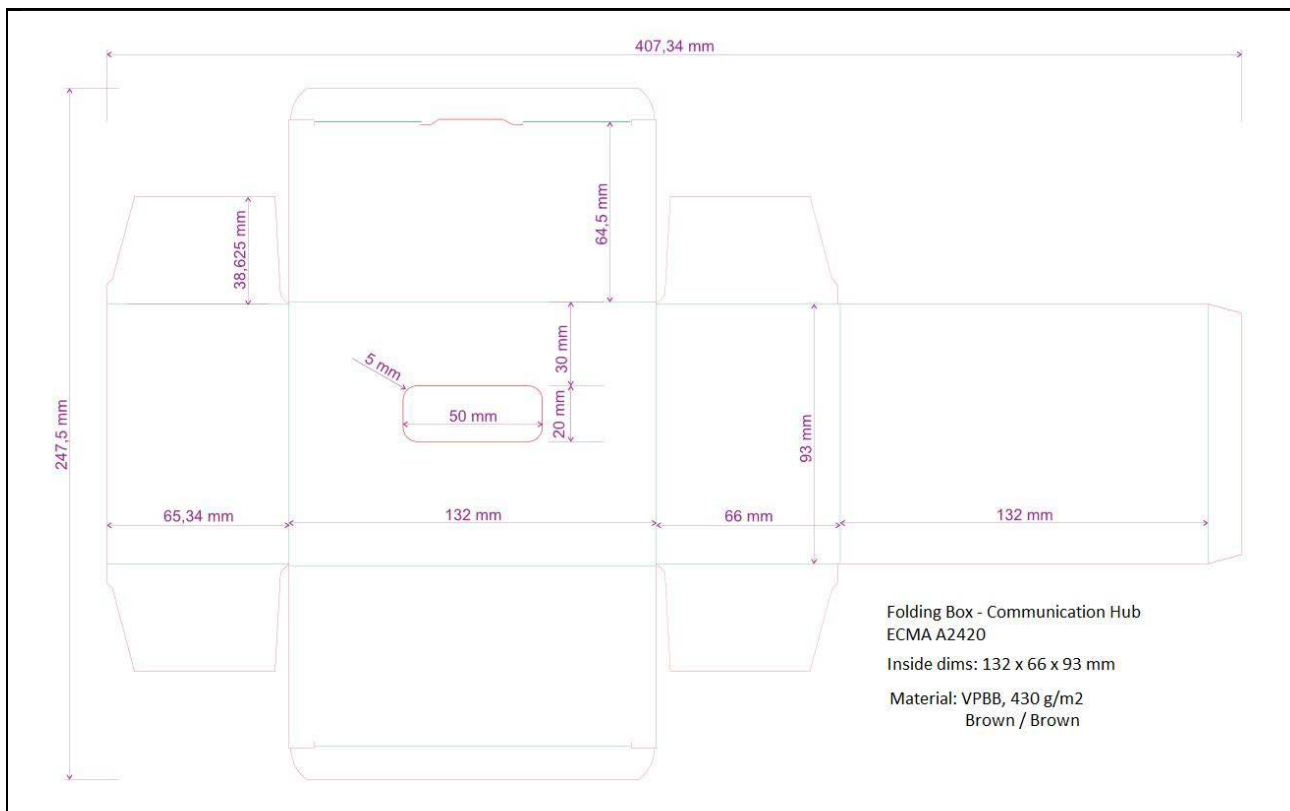 407,34 mm
38,625 mm
64,5 mm
30 mm
5 mm
50 mm
20 mm
247,5 mm
93 mm
65,34 mm
132 mm
66 mm
132 mm
Folding Box - Communication Hub
ECMA A2420
Inside dims: 132 x 66 x 93 mm
Material: VPBB, 430 g/m2
Brown / Brown